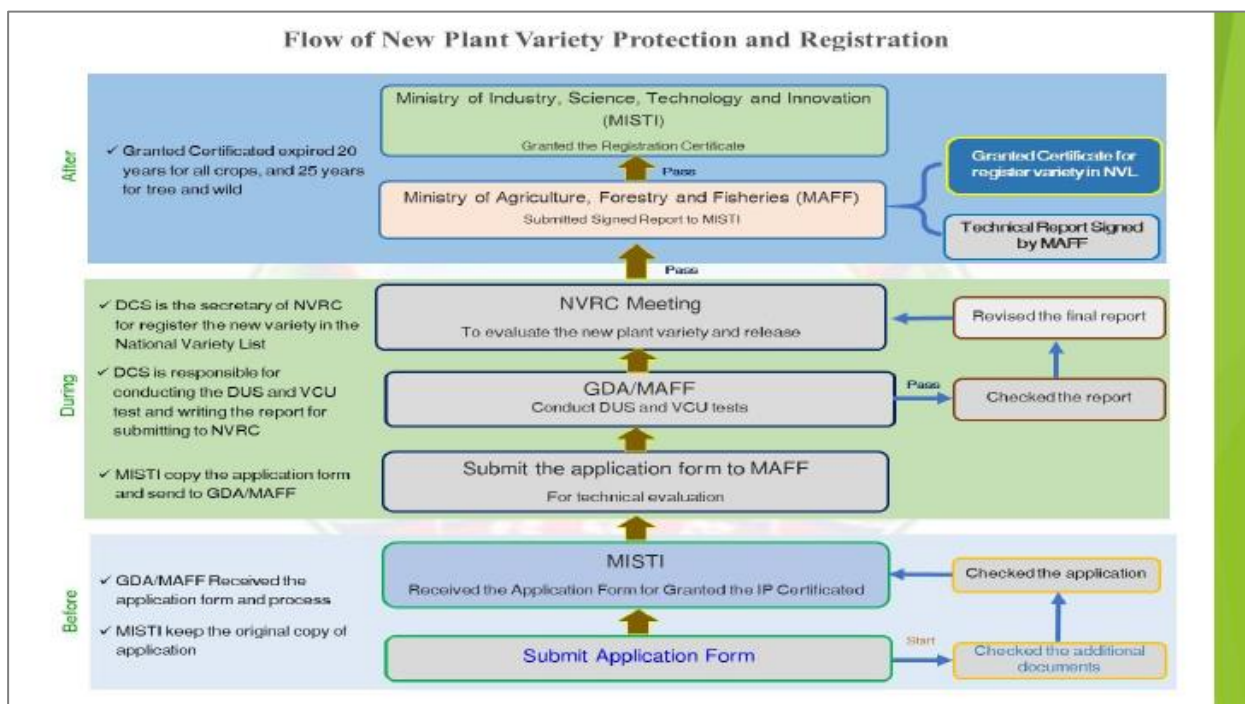 Flow of New Plant Variety Protection and Registration
After
✓ Granted Certificated expired 20
years for all crops, and 25 years
for tree and wild
Ministry of Industry, Science, Technology and Innovation
(MISTI)
Granted the Registration Certificate
Pass
Ministry of Agriculture, Forestry and Fisheries (MAFF)
Submitted Signed Report to MISTI
Granted Certificate for
register variety in NVL
Technical Report Signed
by MAFF
Pass
During
✓ DCS is the secretary of NVRC
for register the new variety in the
National Variety List
✓ DCS is responsible for
conducting the DUS and VCU
test and writing the report for
submitting to NVRC
✓ MISTI copy the application form
and send to GDA/MAFF
NVRC Meeting
To evaluate the new plant variety and release
Revised the final report
GDA/MAFF
Conduct DUS and VCU tests
Pass
Checked the report
Submit the application form to MAFF
For technical evaluation
Before
✓ GDA/MAFF Received the
application form and process
✓ MISTI keep the original copy of
application
MISTI
Received the Application Form for Granted the IP Certificated
Checked the application
Submit Application Form
Start
Checked the additional
documents